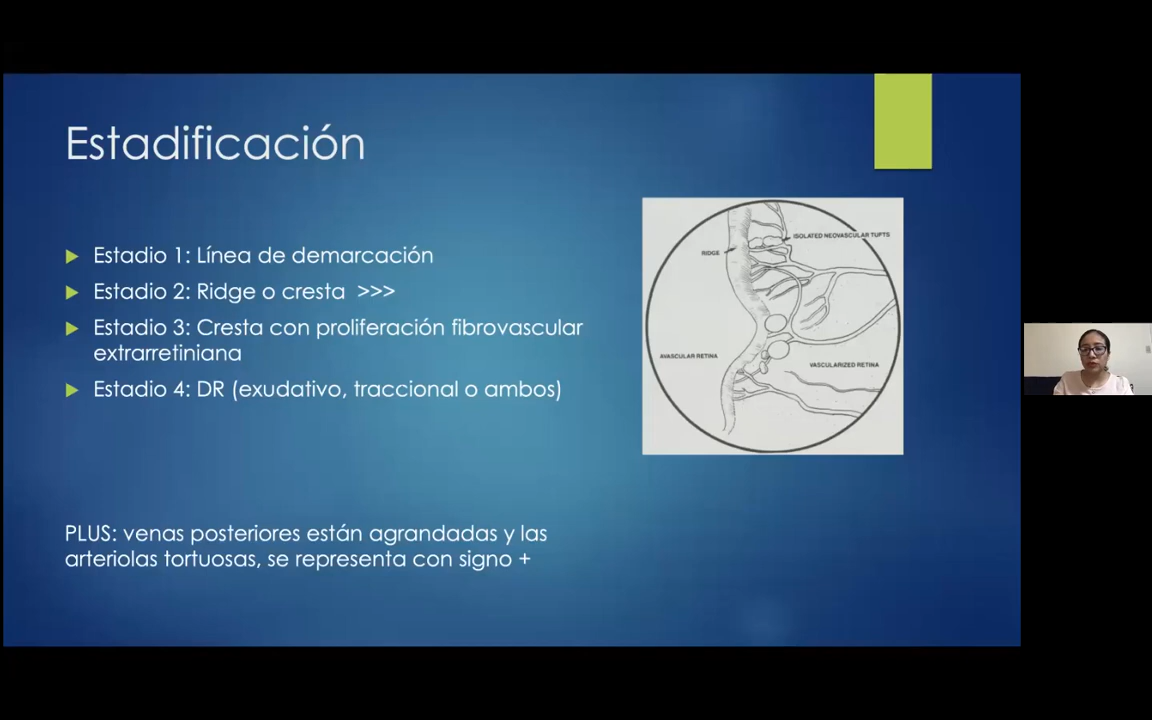 Estadificación
Estadio 1: Línea de demarcación
Estadio 2: Ridge o cresta >>>
Estadio 3: Cresta con proliferación fibrovascular
extrarretiniana
Estadio 4: DR (exudativo, traccional o ambos)
PLUS: venas posteriores están agrandadas y las
arteriolas tortuosas, se representa con signo +
ISOLATED NEOVASCULAR TUFTS
RIDGE
AVASCULAR RETINA
VASCULARIZED RETINA